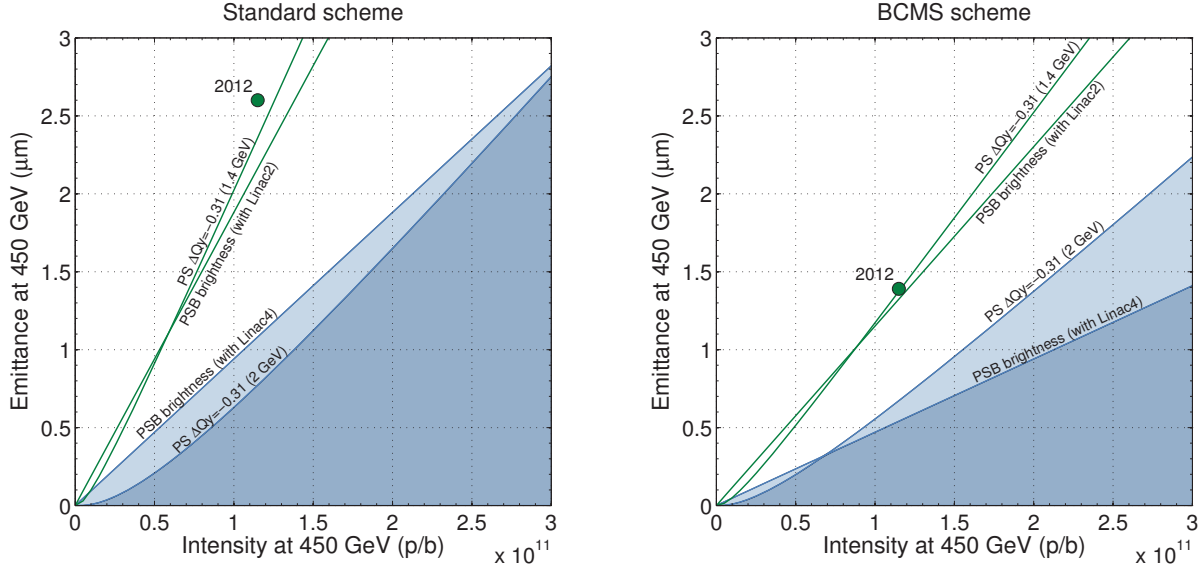 Standard scheme
3
2.5
2
1.5
1
0.5
0
0
0.5
1
1.5
2
2.5
3
Emittance at 450 GeV (μm)
Intensity at 450 GeV (p/b)
x 10^11
2012
PS ΔQy=−0.31 (1.4 GeV)
PSB brightness (with Linac2)
PSB brightness (with Linac4)
PS ΔQy=−0.31 (2 GeV)
BCMS scheme
3
2.5
2
1.5
1
0.5
0
0
0.5
1
1.5
2
2.5
3
Emittance at 450 GeV (μm)
Intensity at 450 GeV (p/b)
x 10^11
2012
PS ΔQy=−0.31 (1.4 GeV)
PSB brightness (with Linac2)
PS ΔQy=−0.31 (2 GeV)
PSB brightness (with Linac4)